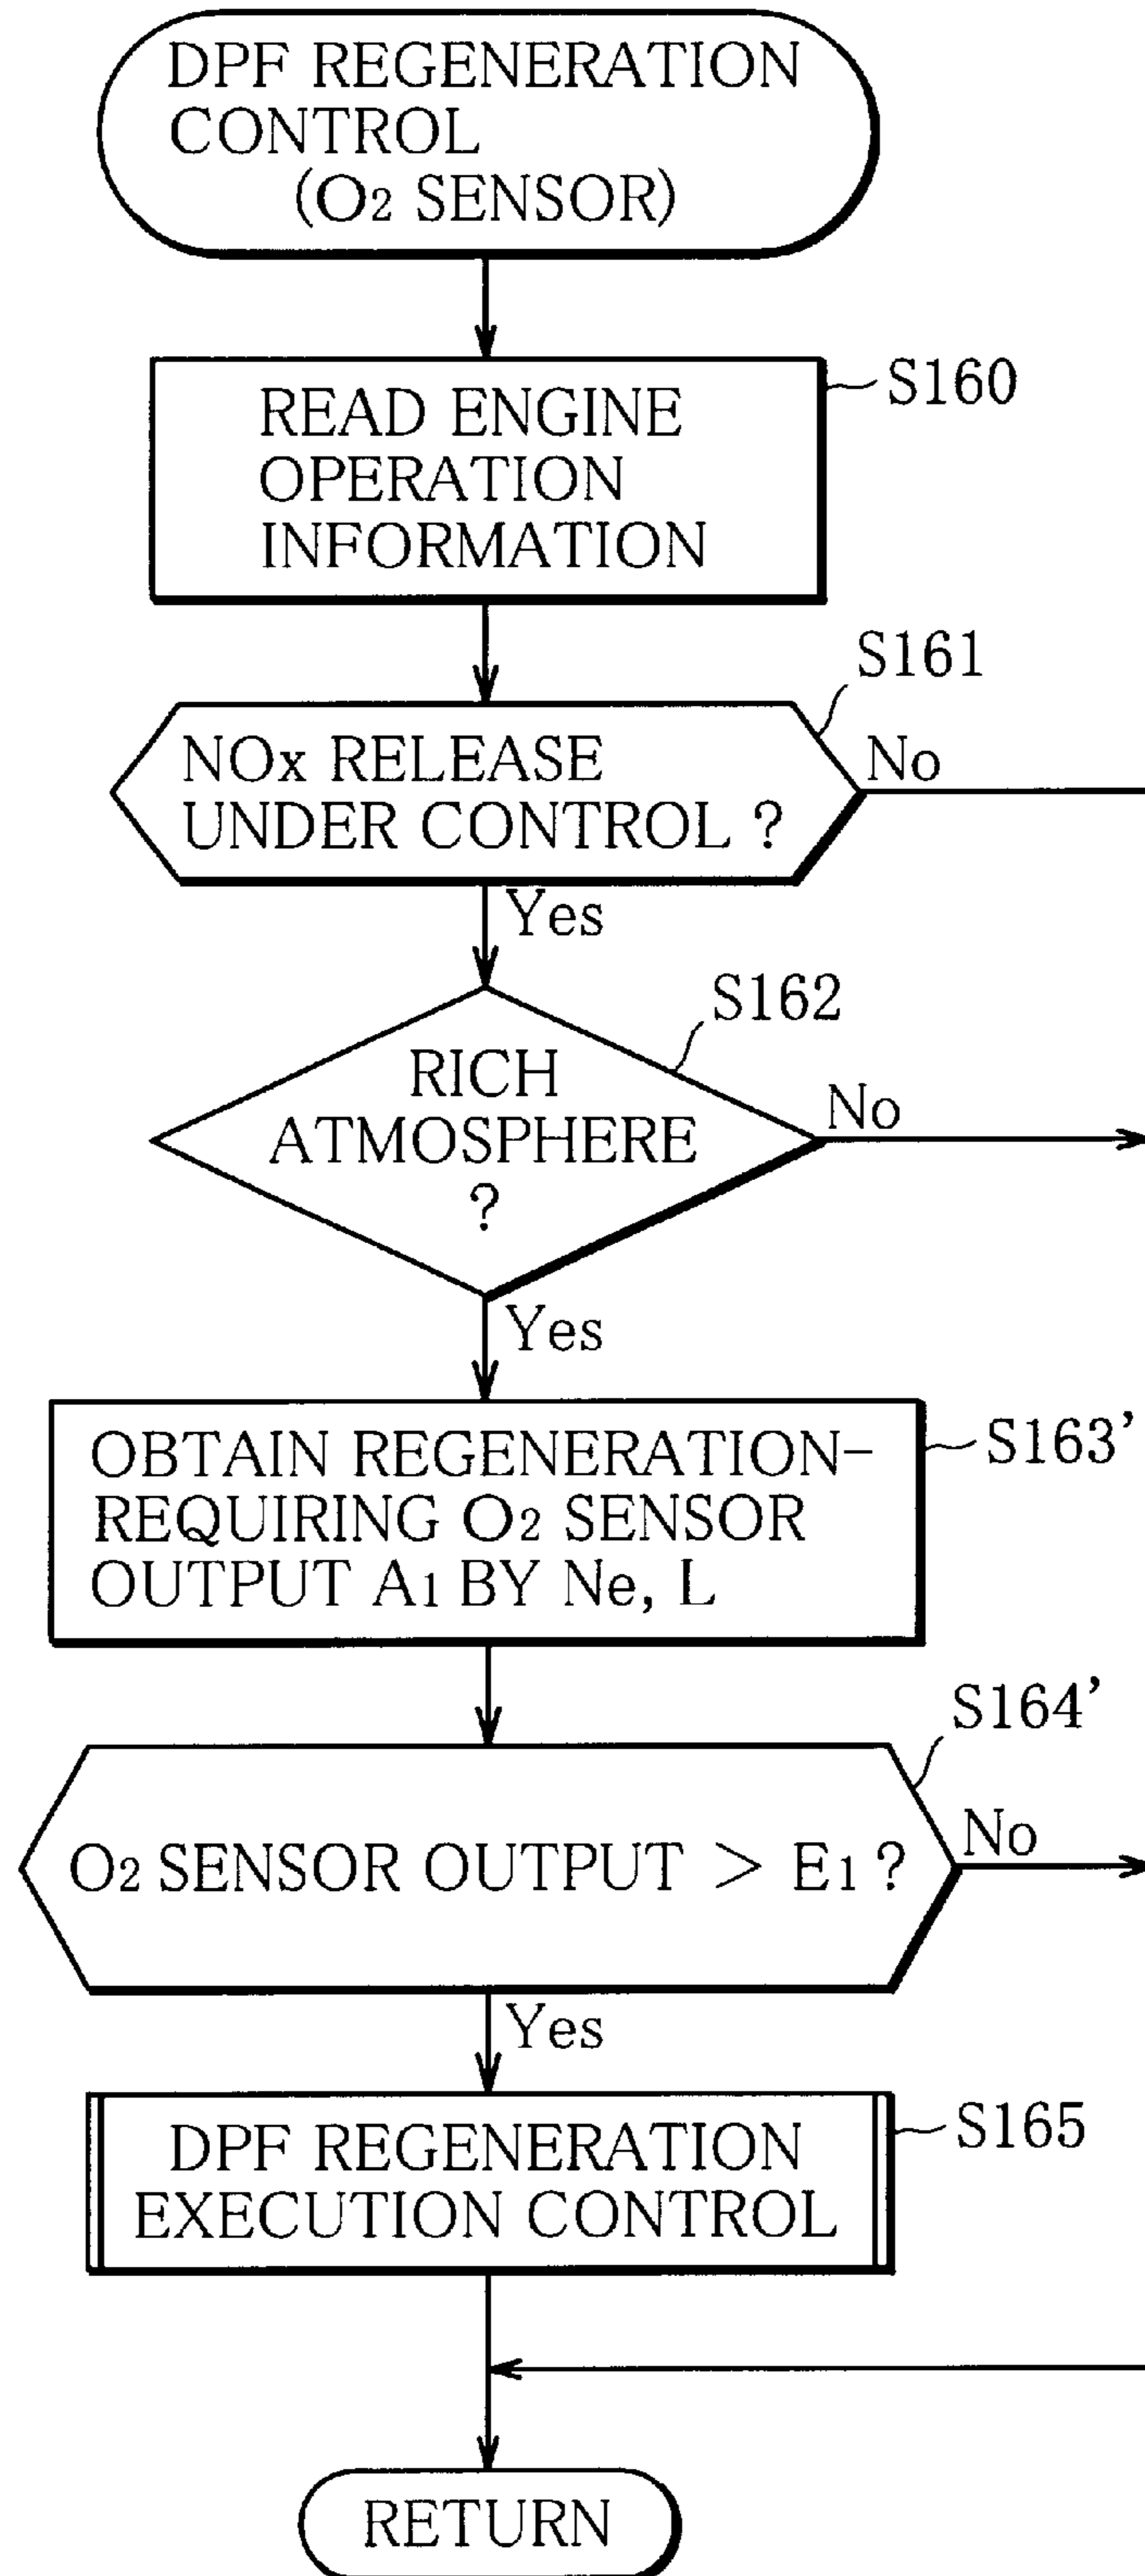 DPF REGENERATION
CONTROL
(O2 SENSOR)
READ ENGINE
OPERATION
INFORMATION
S160
NOx RELEASE
UNDER CONTROL ?
S161
No
Yes
RICH
ATMOSPHERE
?
S162
No
Yes
OBTAIN REGENERATION-
REQUIRING O2 SENSOR
OUTPUT A1 BY Ne, L
S163'
O2 SENSOR OUTPUT > E1 ?
S164'
No
Yes
DPF REGENERATION
EXECUTION CONTROL
S165
RETURN